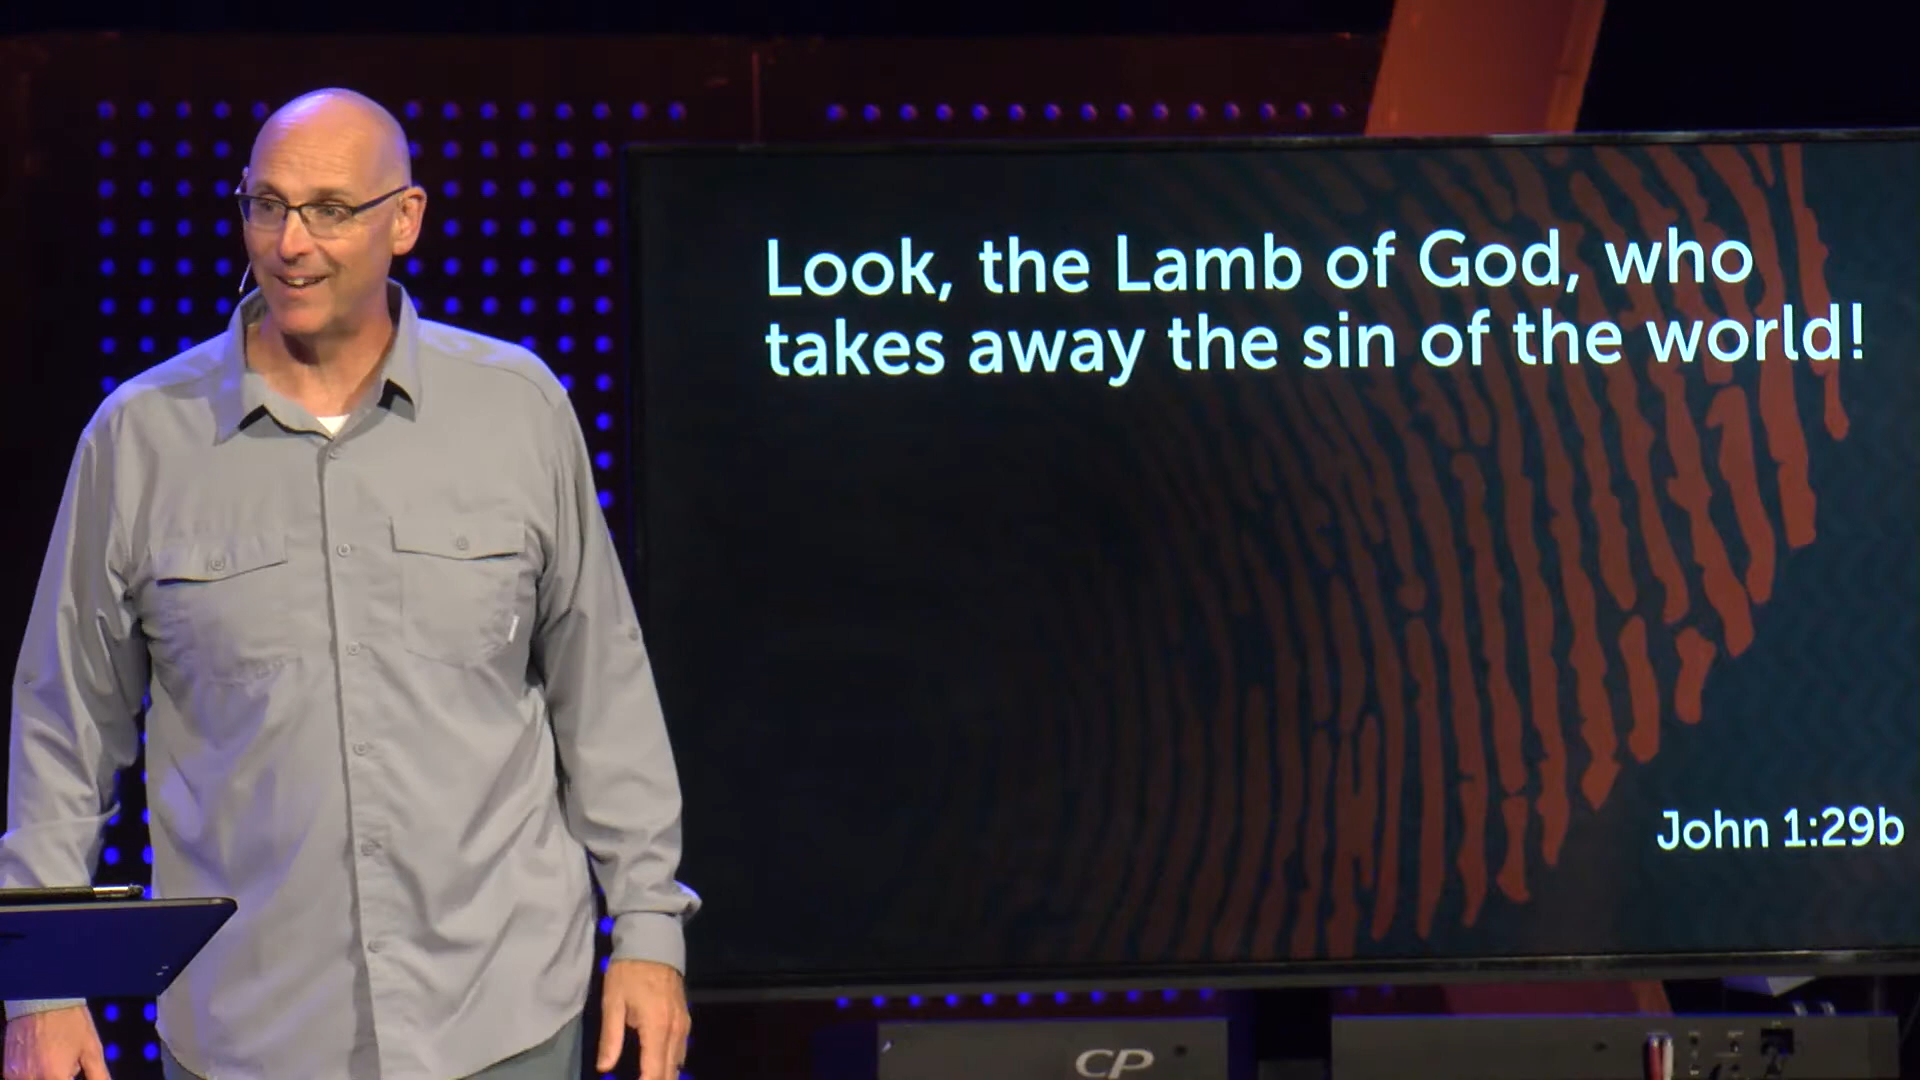 Look, the Lamb of God, who
takes away the sin of the world!
John 1:29b
CP